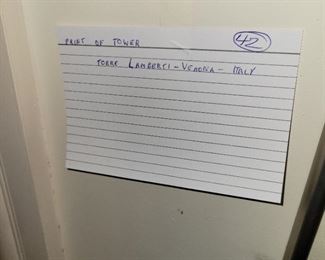 PRINT OF TOWER 42
TORRE LAMBERTI - VERONA - ITALY